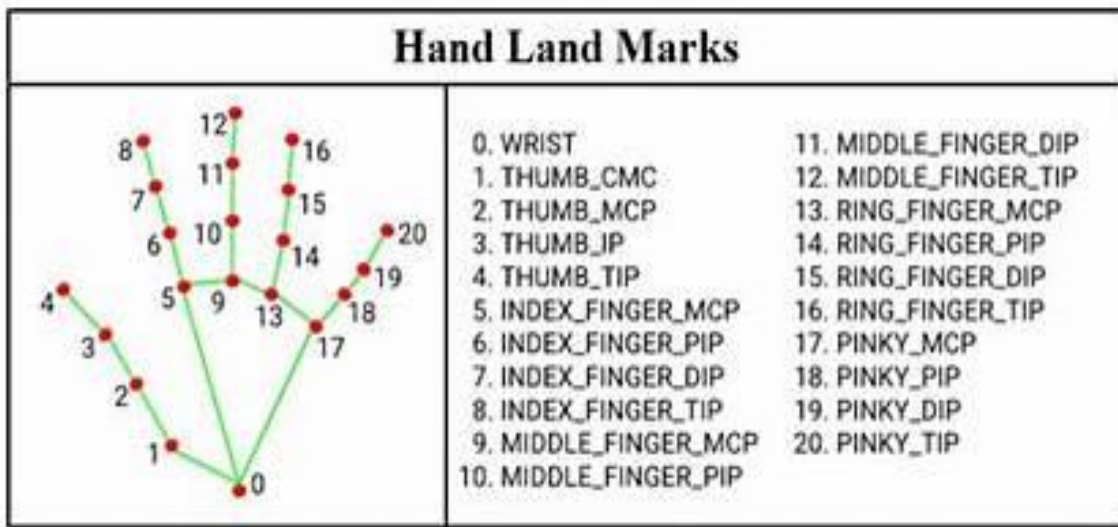 Hand Land Marks
12
8
16
11
7
15
10
20
6
14
19
4
5
9
13
18
3
17
2
1
0
0. WRIST
1. THUMB_CMC
2. THUMB_MCP
3. THUMB_IP
4. THUMB_TIP
5. INDEX_FINGER_MCP
6. INDEX_FINGER_PIP
7. INDEX_FINGER_DIP
8. INDEX_FINGER_TIP
9. MIDDLE_FINGER_MCP
10. MIDDLE_FINGER_PIP
11. MIDDLE_FINGER_DIP
12. MIDDLE_FINGER_TIP
13. RING_FINGER_MCP
14. RING_FINGER_PIP
15. RING_FINGER_DIP
16. RING_FINGER_TIP
17. PINKY_MCP
18. PINKY_PIP
19. PINKY_DIP
20. PINKY_TIP